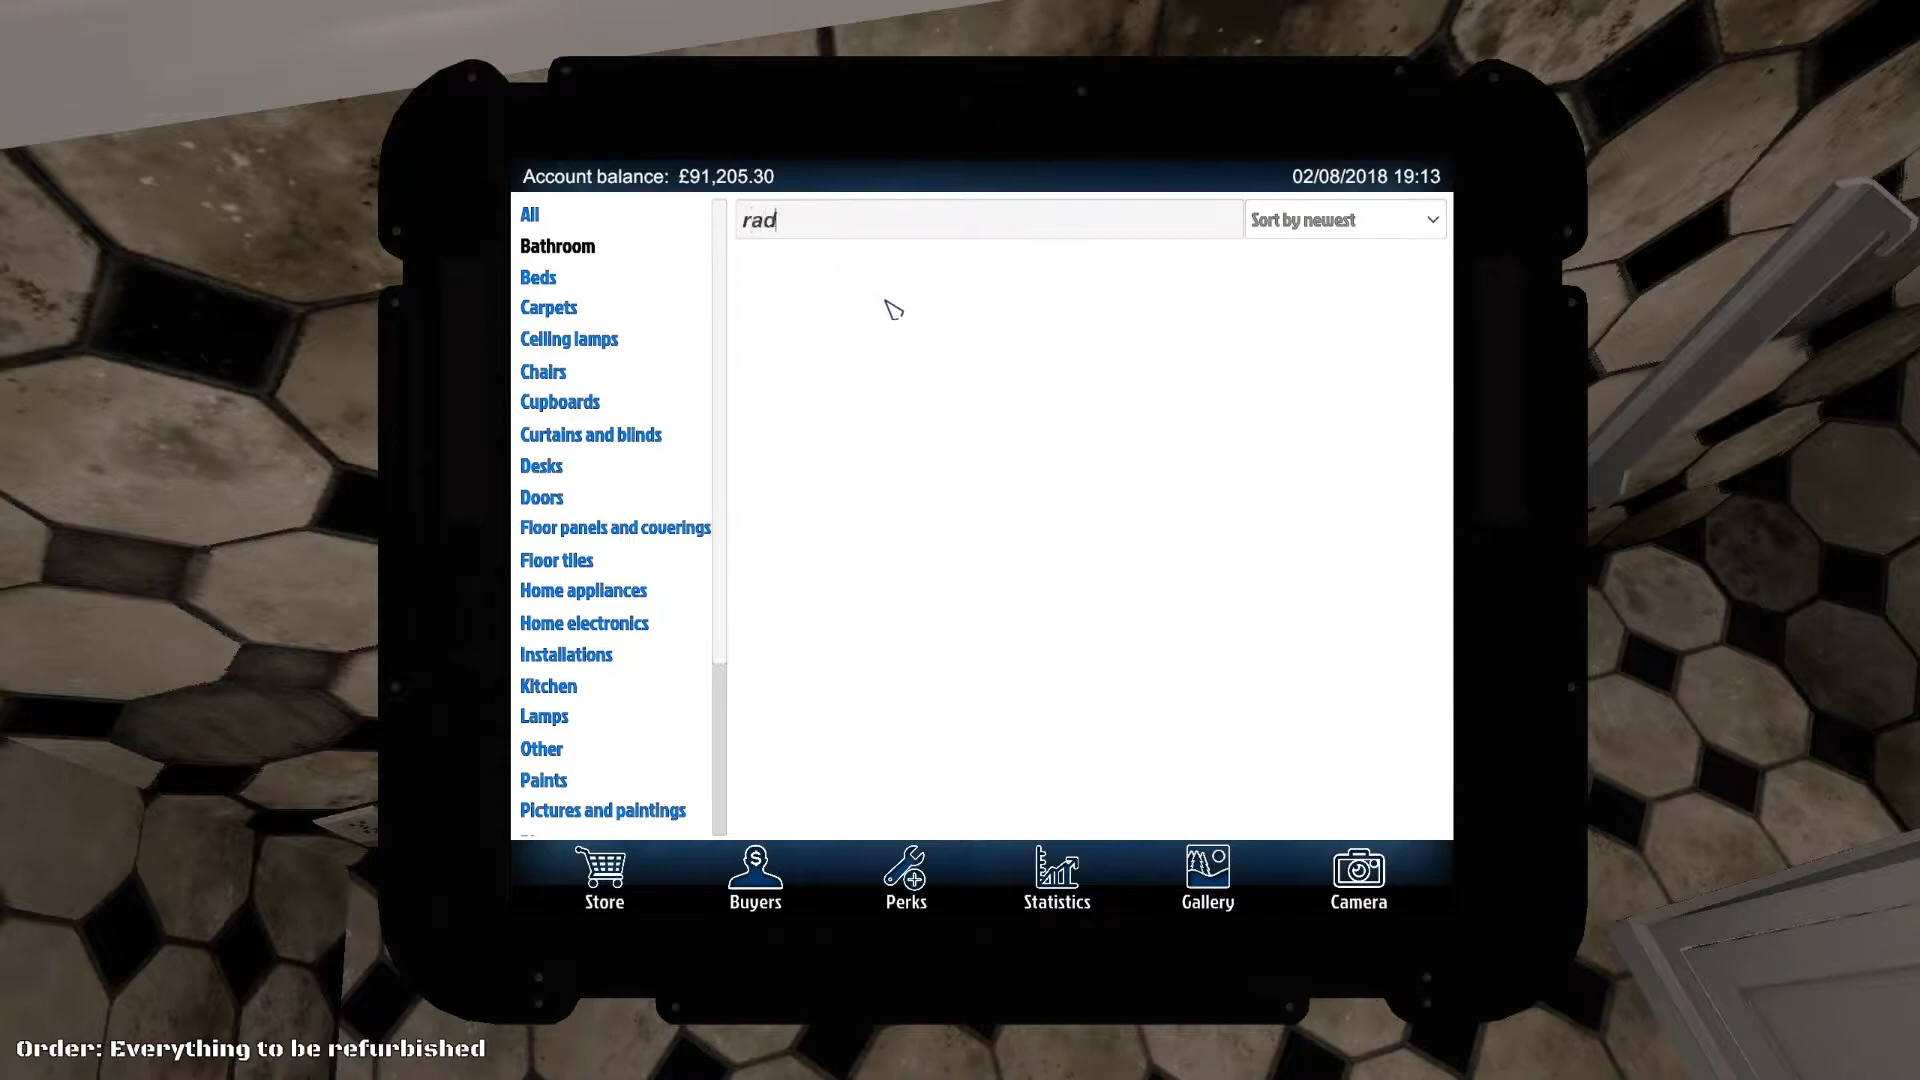 Account balance: £91,205.30
02/08/2018 19:13
All
Bathroom
Beds
Carpets
Ceiling lamps
Chairs
Cupboards
Curtains and blinds
Desks
Doors
Floor panels and coverings
Floor tiles
Home appliances
Home electronics
Installations
Kitchen
Lamps
Other
Paints
Pictures and paintings
rad
Sort by newest
Store
Buyers
Perks
Statistics
Gallery
Camera
Order: Everything to be refurbished